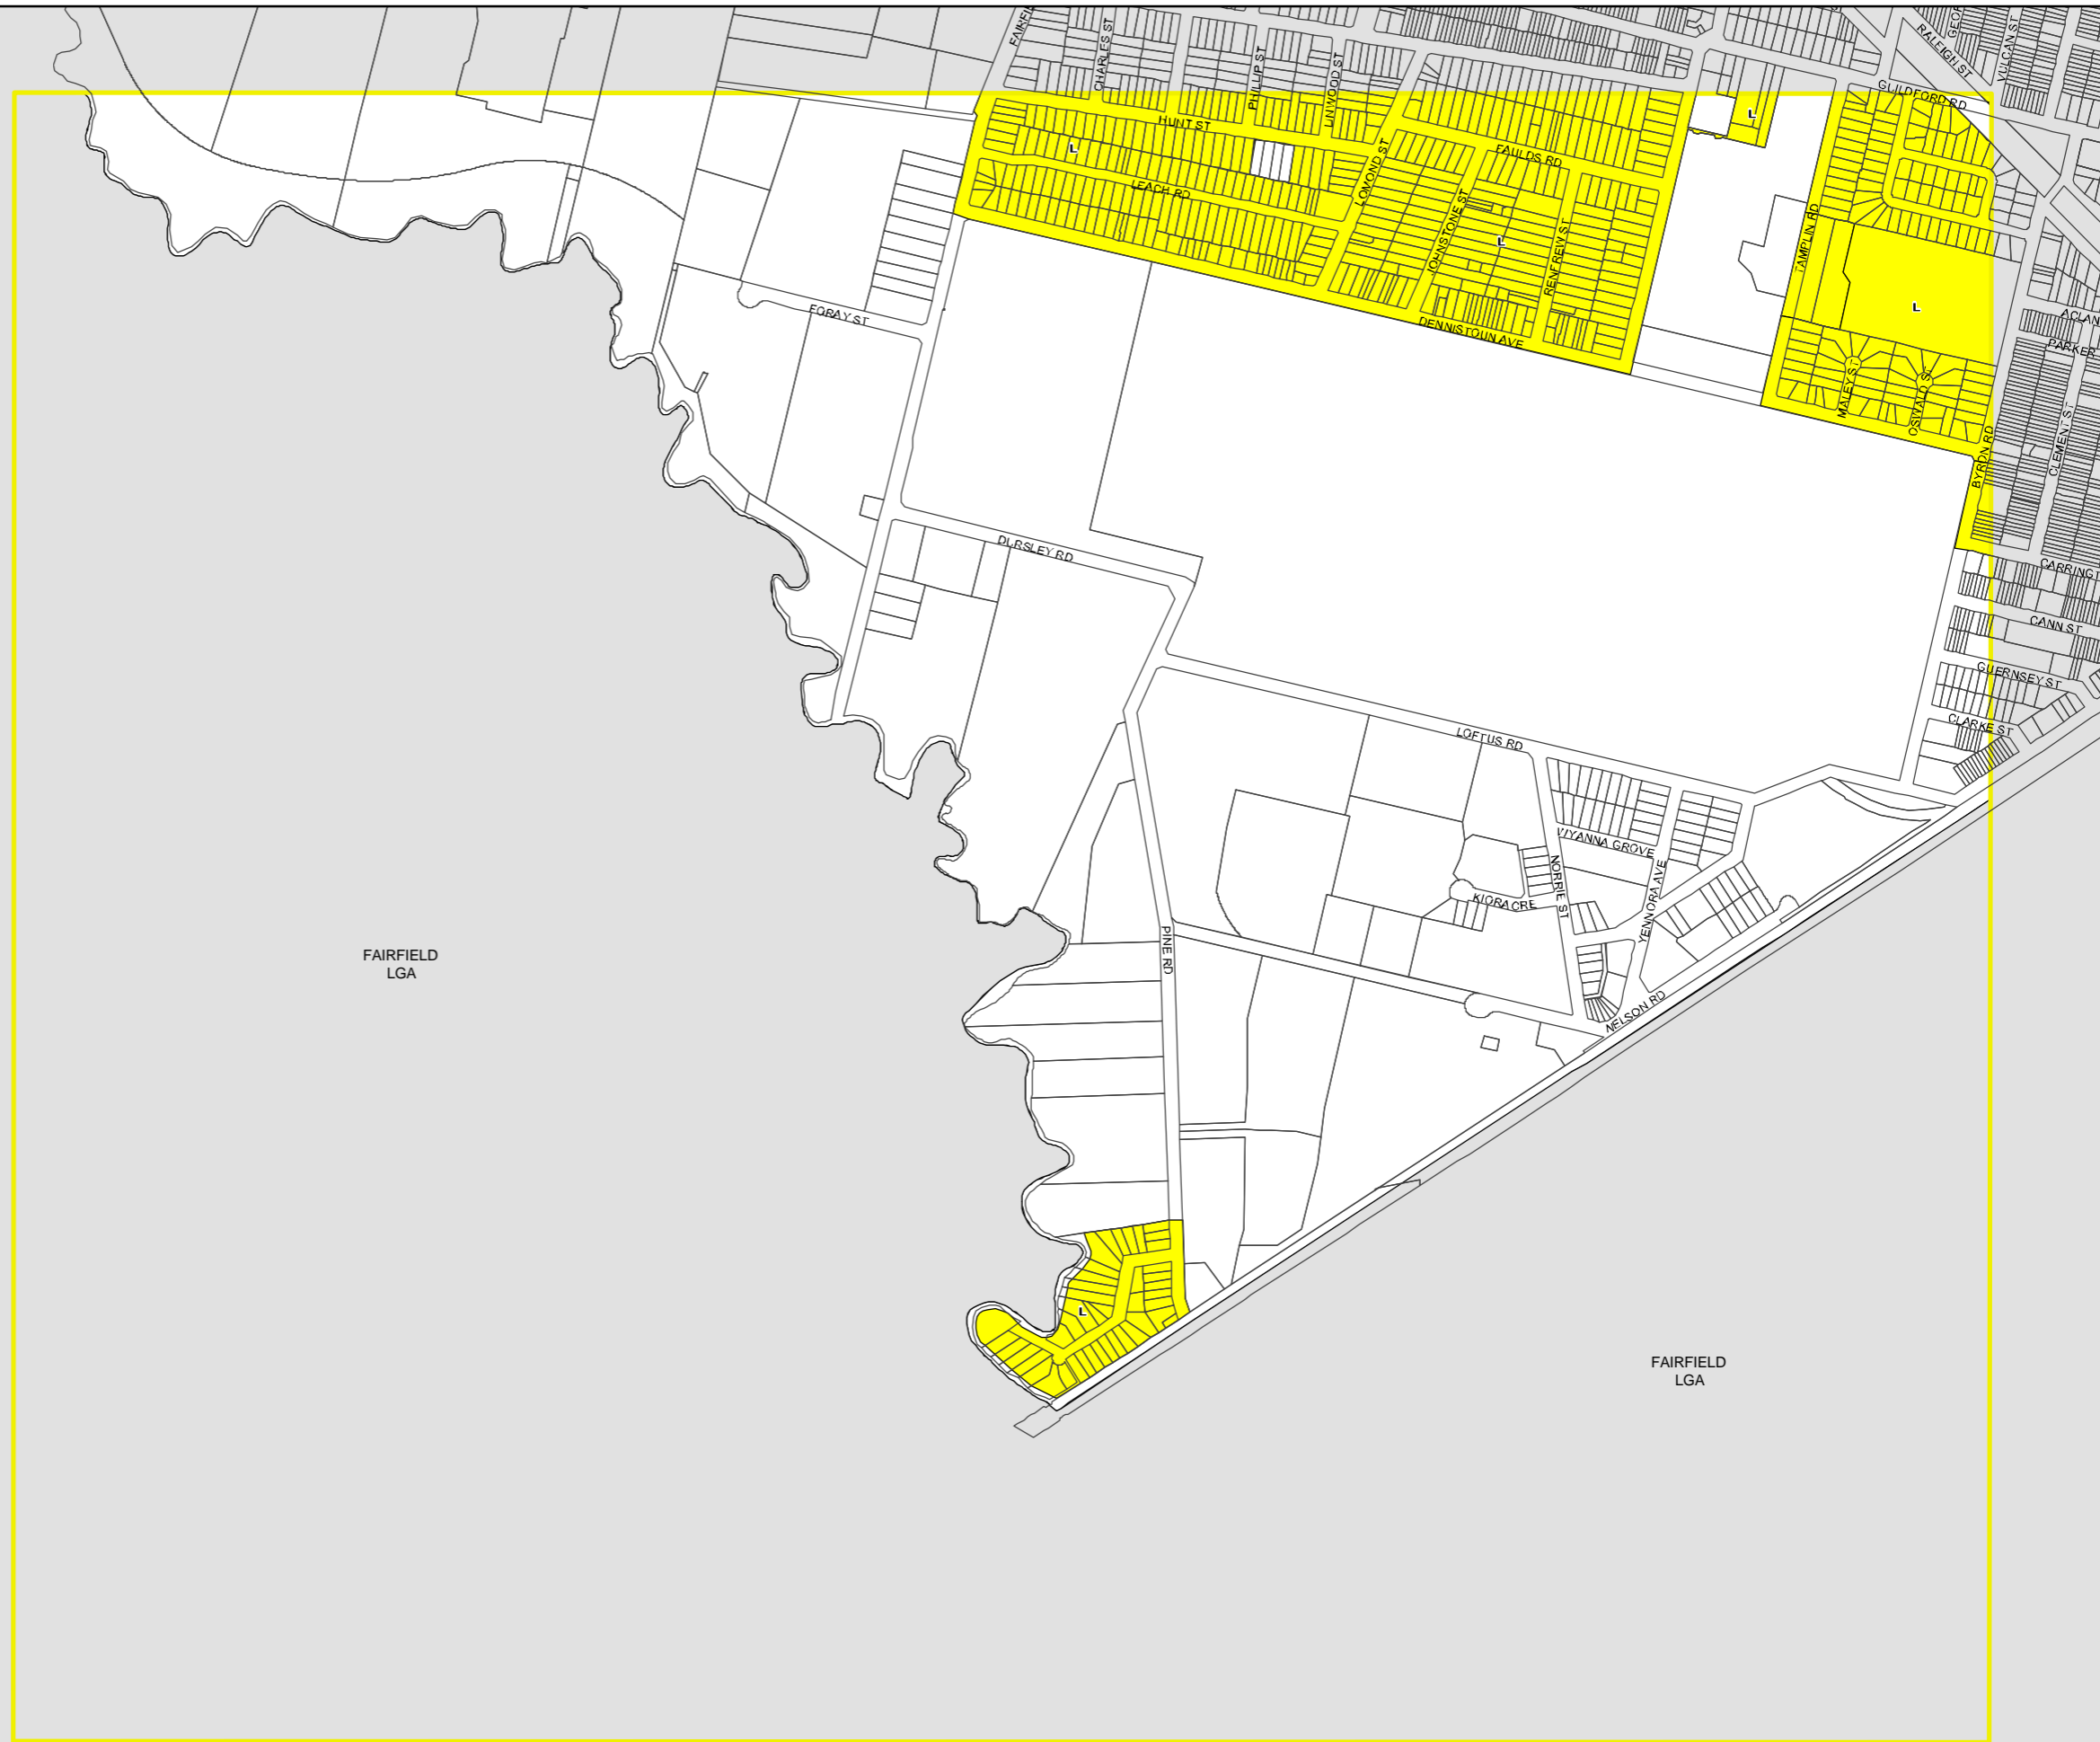 CHARLES ST
PHILLIP ST
LINWOOD ST
RALEIGH ST
VULCAN ST
GUILDFORD RD
L
HUNT ST
L
FAULDS RD
LOMOND ST
LEACH RD
JOHNSTONE ST
L
RENFREW ST
TAMPLIN RD
L
FORAY ST
DENNISTOUN AVE
PARKER
MALEY ST
OSWALD ST
BYRON RD
CLEMENT ST
DURSLEY RD
CANN ST
GUERNSEY ST
CLARKE ST
LOFTUS RD
VIYANNA GROVE
NORRIE ST
YENNORA AVE
KIORA CRE
PINE RD
NELSON RD
FAIRFIELD
LGA
L
FAIRFIELD
LGA